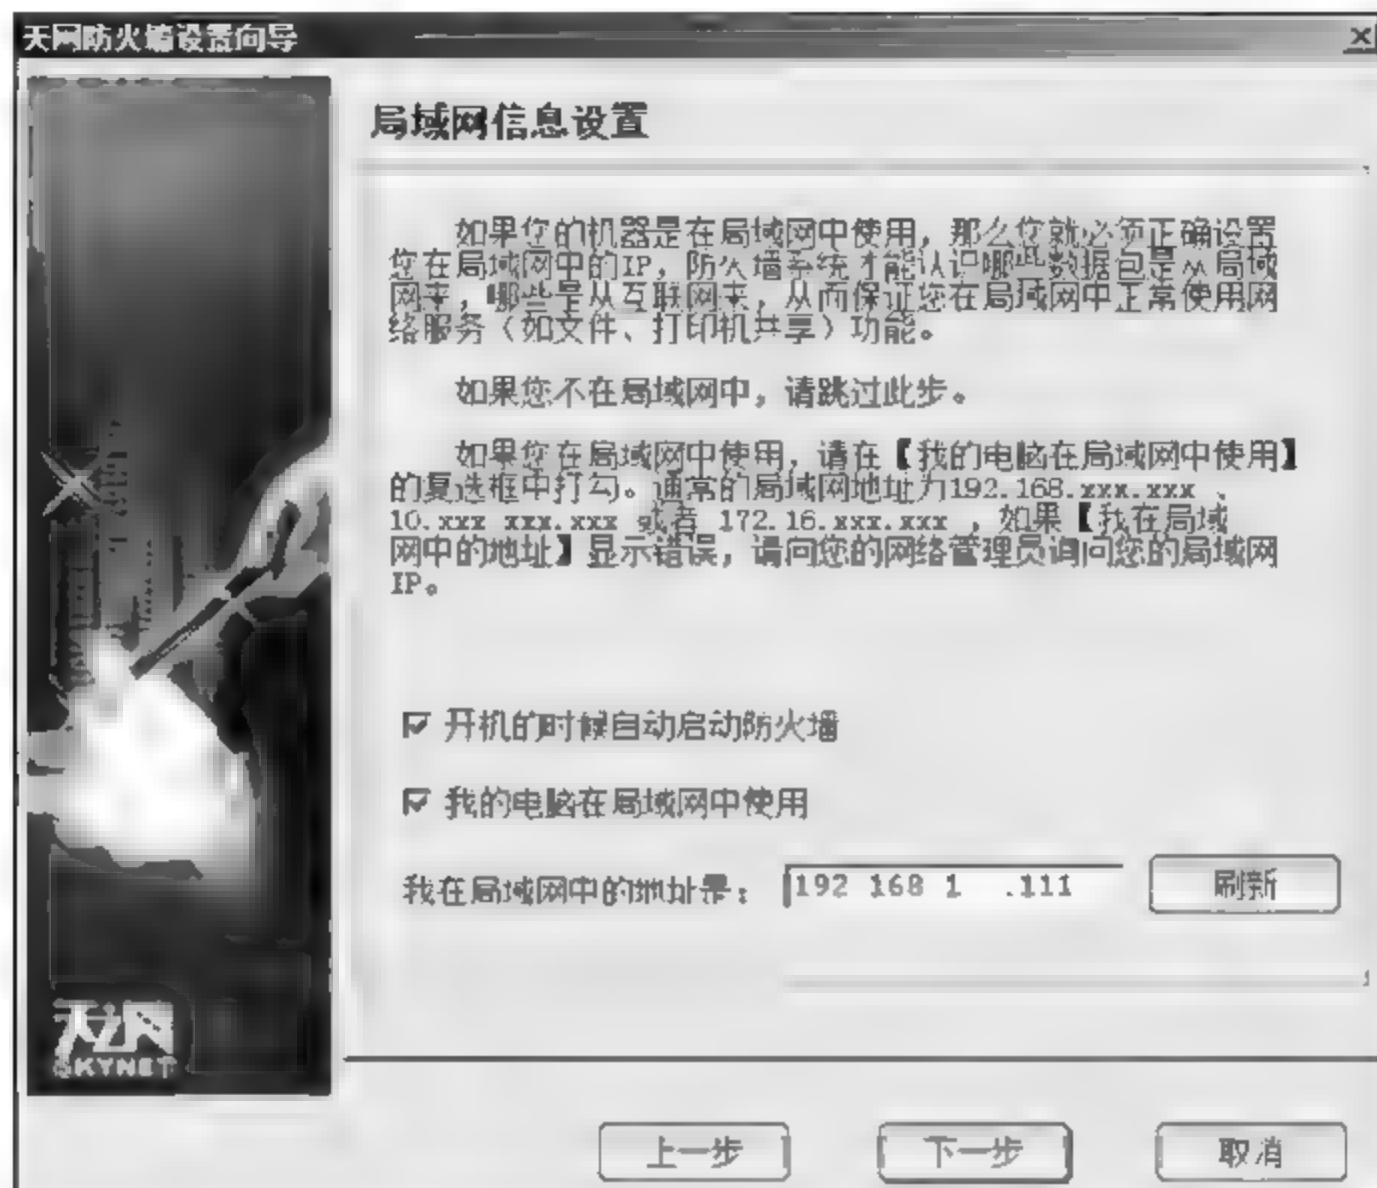 天网防火墙设置向导
局域网信息设置
如果您的机器是在局域网中使用，那么您就必须正确设置
您在局域网中的IP，防火墙系统才能认识哪些数据包是从局域
网来，哪些是从互联网来，从而保证您在局域网中正常使用网
络服务（如文件、打印机共享）功能。
如果您不在局域网中，请跳过此步。
如果您在局域网中使用，请在【我的电脑在局域网中使用】
的复选框中打勾。通常的局域网地址为192.168.xxx.xxx 、
10.xxx xxx.xxx 或者 172.16.xxx.xxx ，如果【我在局域
网中的地址】显示错误，请向您的网络管理员询问您的局域网
IP。
开机的时候自动启动防火墙
我的电脑在局域网中使用
我在局域网中的地址是： 192 168 1 .111 刷新
天网
SKYNET
上一步 下一步 取消